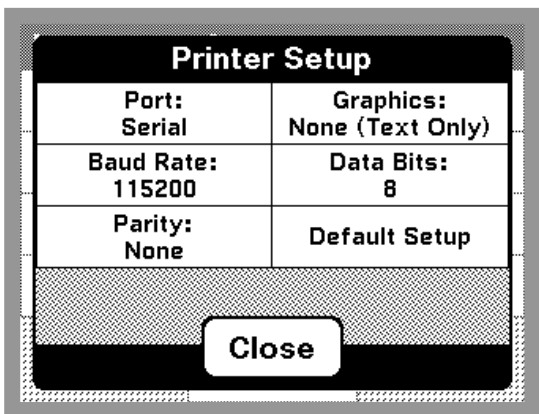 Printer Setup
Port:
Serial
Graphics:
None (Text Only)
Baud Rate:
115200
Data Bits:
8
Parity:
None
Default Setup
Close